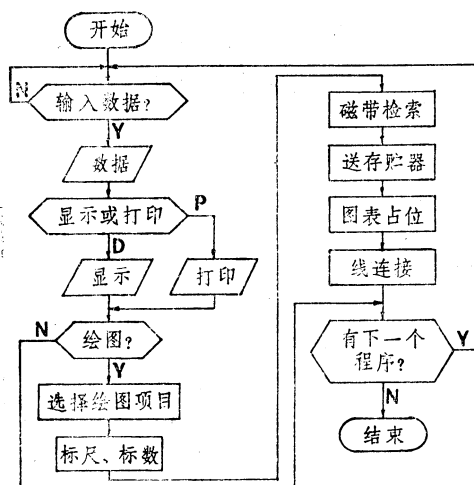 开始
N
输入数据?
Y
数据
显示或打印
P
D
显示
打印
N
绘图?
Y
选择绘图项目
标尺、标数
磁带检索
送存贮器
图表占位
线连接
有下一个
程序?
Y
N
结束